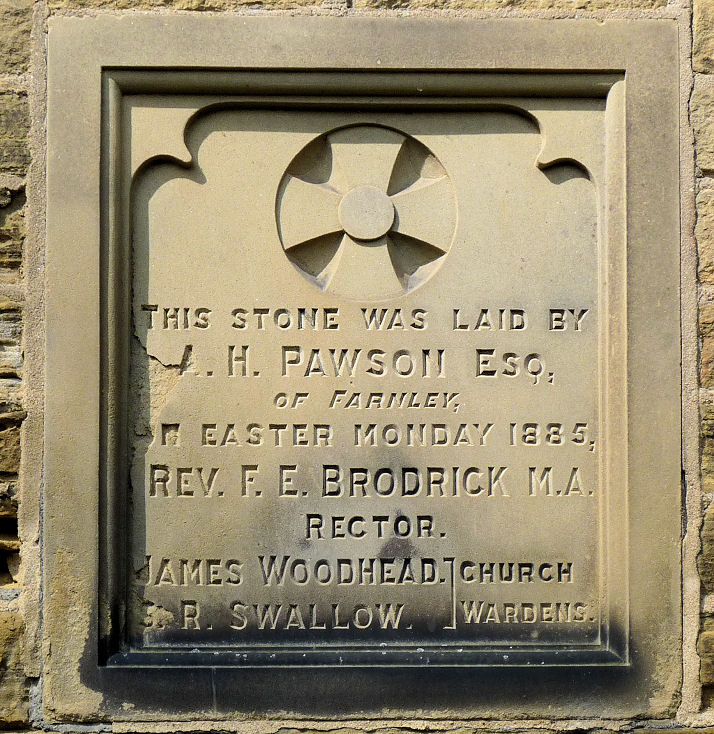 THIS STONE WAS LAID BY
A. H. PAWSON ESQ.;
OF FARNLEY,
EASTER MONDAY 1885,
REV. F. E. BRODRICK M.A.
RECTOR.
JAMES WOODHEAD. CHURCH
R. SWALLOW. WARDENS.